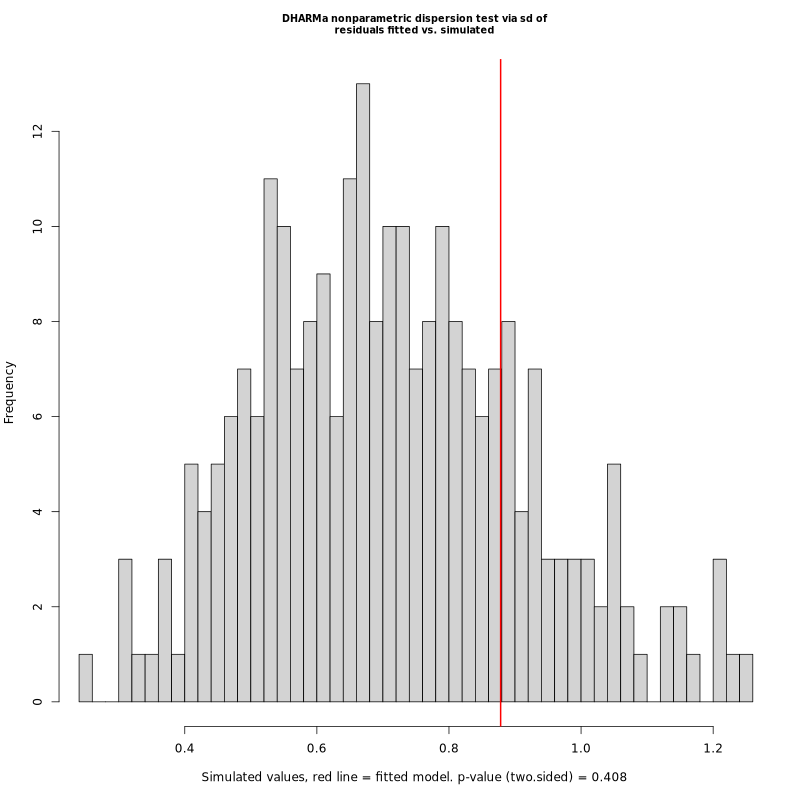 DHARMa nonparametric dispersion test via sd of
residuals fitted vs. simulated
Frequency
12
10
8
6
4
2
0
0.4 0.6 0.8 1.0 1.2
Simulated values, red line = fitted model. p-value (two.sided) = 0.408